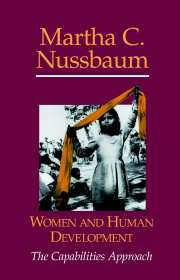 Martha C.
Nussbaum
WOMEN AND HUMAN
DEVELOPMENT
The Capabilities Approach